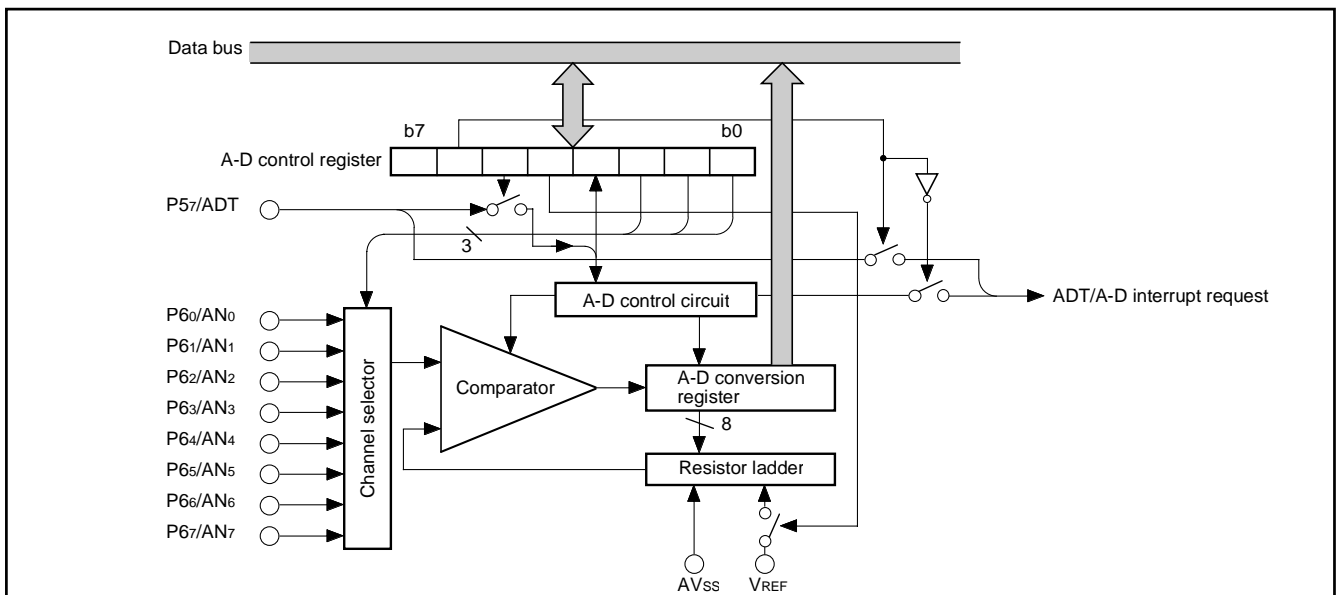 Data bus
b7
b0
A-D control register
P57/ADT
3
A-D control circuit
ADT/A-D interrupt request
P60/AN0
P61/AN1
P62/AN2
P63/AN3
P64/AN4
P65/AN5
P66/AN6
P67/AN7
Channel selector
Comparator
A-D conversion
register
8
Resistor ladder
AVSS
VREF